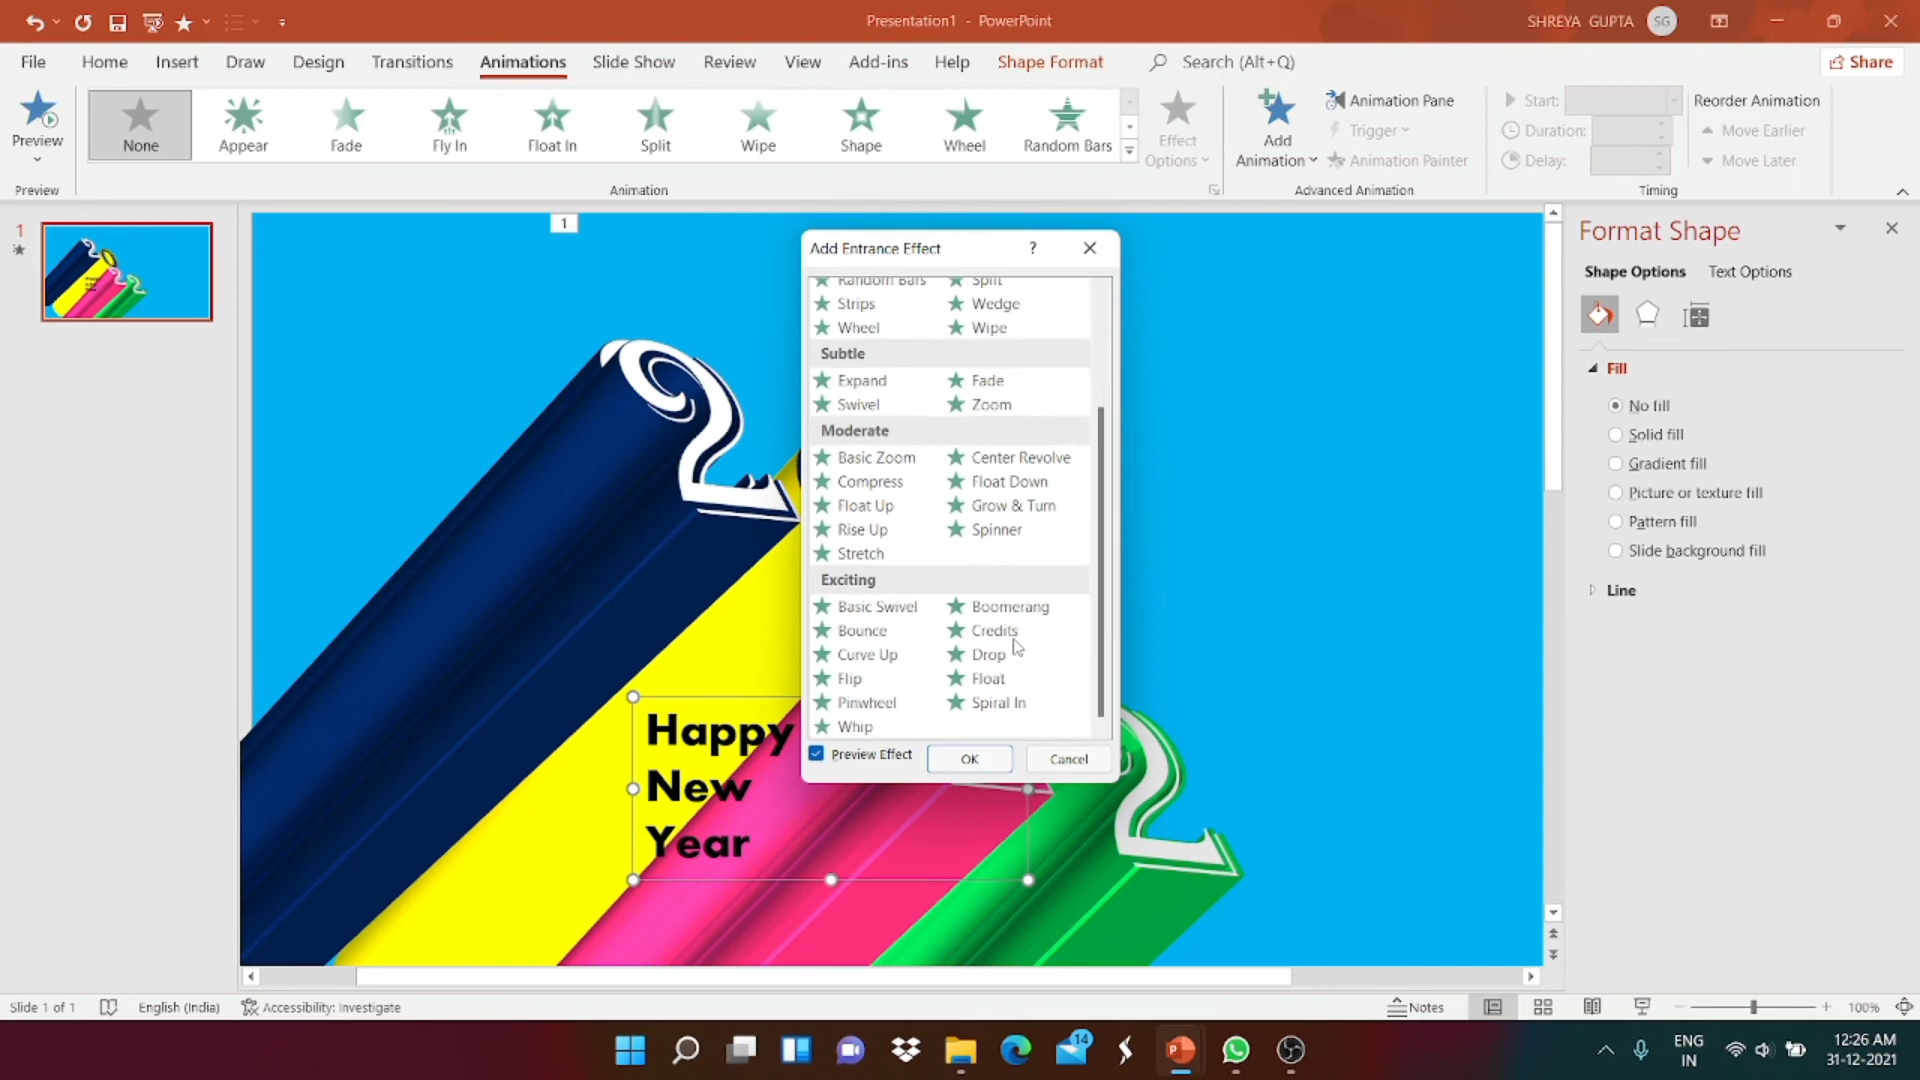 Presentation1 - PowerPoint
SHREYA GUPTA
SG
File
Home
Insert
Draw
Design
Transitions
Animations
Slide Show
Review
View
Add-ins
Help
Shape Format
Search (Alt+Q)
Share
Preview
None
Appear
Fade
Fly In
Float In
Split
Wipe
Shape
Wheel
Random Bars
Effect
Options
Add
Animation
Animation Pane
Trigger
Animation Painter
Start:
Duration:
Delay:
Reorder Animation
Move Earlier
Move Later
Preview
Animation
Advanced Animation
Timing
1
1
Add Entrance Effect
?
Random Bars
Split
Strips
Wedge
Wheel
Wipe
Subtle
Expand
Fade
Swivel
Zoom
Moderate
Basic Zoom
Center Revolve
Compress
Float Down
Float Up
Grow & Turn
Rise Up
Spinner
Stretch
Exciting
Basic Swivel
Boomerang
Bounce
Credits
Curve Up
Drop
Flip
Float
Pinwheel
Spiral In
Whip
Preview Effect
OK
Cancel
Happy
New
Year
Format Shape
Shape Options
Text Options
Fill
No fill
Solid fill
Gradient fill
Picture or texture fill
Pattern fill
Slide background fill
Line
Slide 1 of 1
English (India)
Accessibility: Investigate
Notes
100%
14
ENG
IN
12:26 AM
31-12-2021